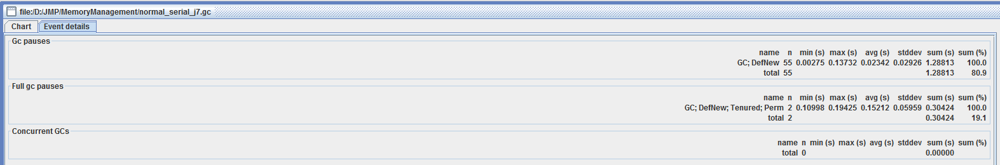 file:/D:/JMP/MemoryManagement/normal_serial_j7.gc
Chart Event details
Gc pauses
name n min (s) max (s) avg (s) stddev sum (s) sum (%)
GC; DefNew 55 0.00275 0.13732 0.02342 0.02926 1.28813 100.0
total 55 1.28813 80.9
Full gc pauses
name n min (s) max (s) avg (s) stddev sum (s) sum (%)
GC; DefNew; Tenured; Perm 2 0.10998 0.19425 0.15212 0.05959 0.30424 100.0
total 2 0.30424 19.1
Concurrent GCs
name n min (s) max (s) avg (s) stddev sum (s) sum (%)
total 0 0.00000